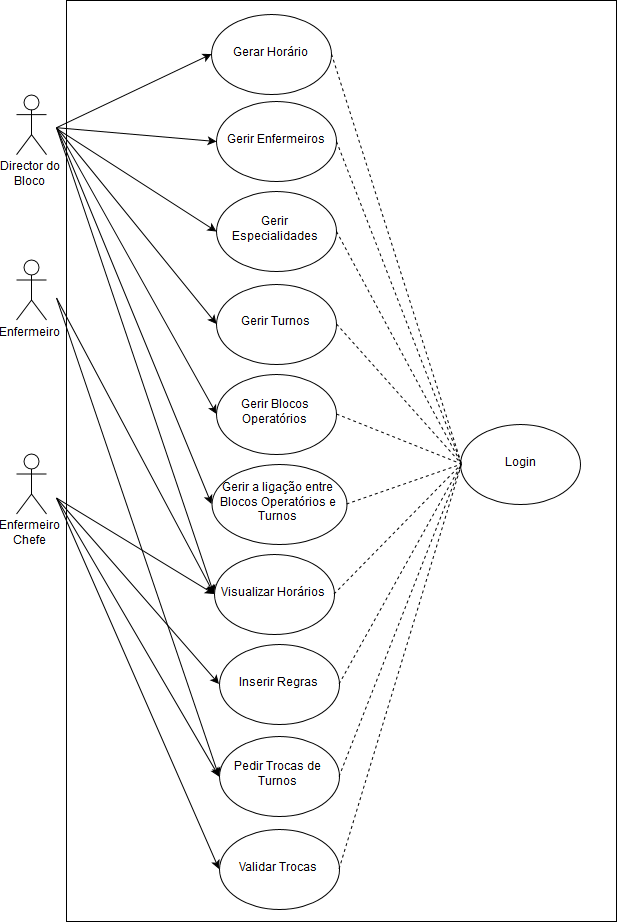 Gerar Horário
Director do
Bloco
Gerir Enfermeiros
Gerir
Especialidades
Enfermeiro
Gerir Turnos
Gerir Blocos
Operatórios
Login
Enfermeiro
Chefe
Gerir a ligação entre
Blocos Operatórios e
Turnos
Visualizar Horários
Inserir Regras
Pedir Trocas de
Turnos
Validar Trocas